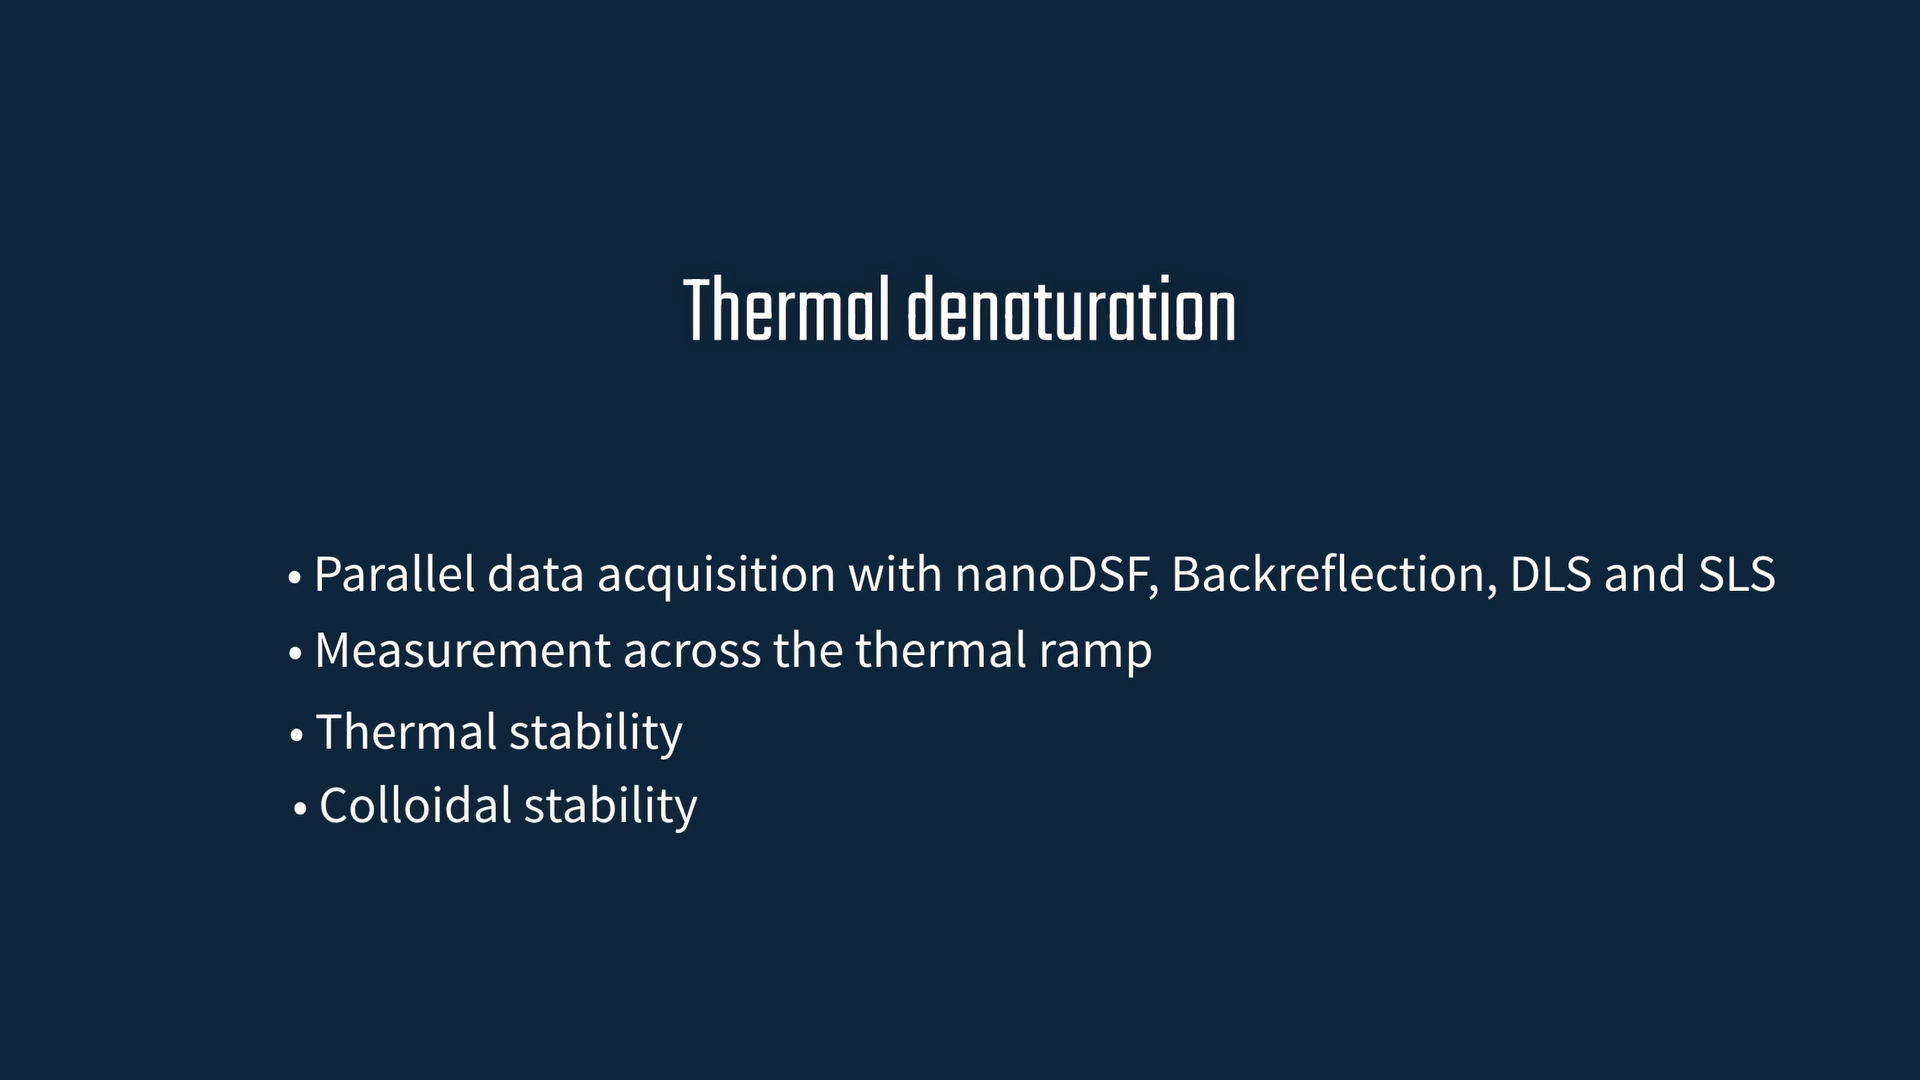 Thermal denaturation
• Parallel data acquisition with nanoDSF, Backreflection, DLS and SLS
• Measurement across the thermal ramp
• Thermal stability
• Colloidal stability